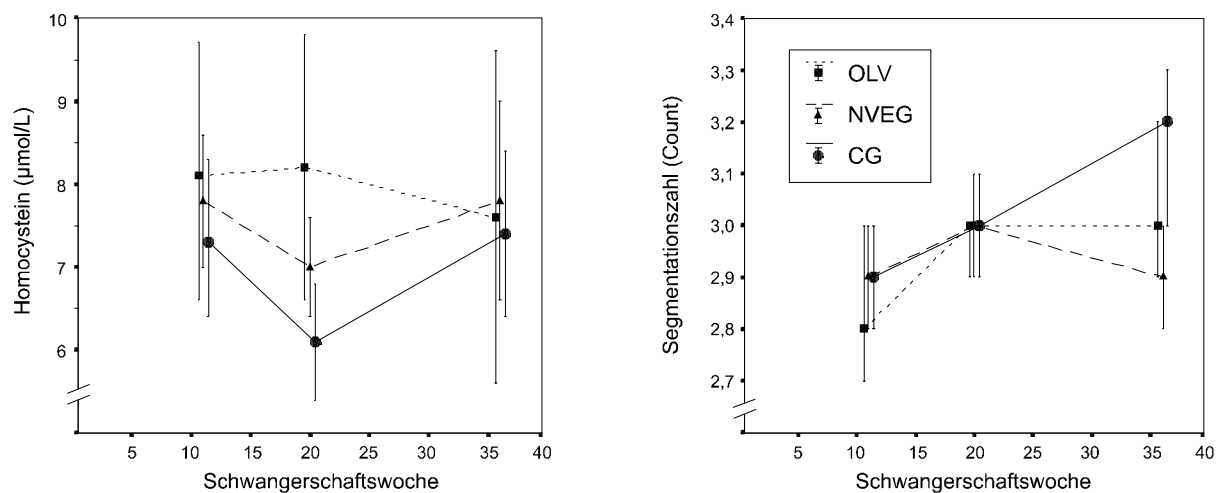 10
9
8
7
6
Homocystein (µmol/L)
5 10 15 20 25 30 35 40
Schwangerschaftswoche
3,4
3,3
3,2
3,1
3,0
2,9
2,8
2,7
Segmentationszahl (Count)
OLV
NVEG
CG
5 10 15 20 25 30 35 40
Schwangerschaftswoche